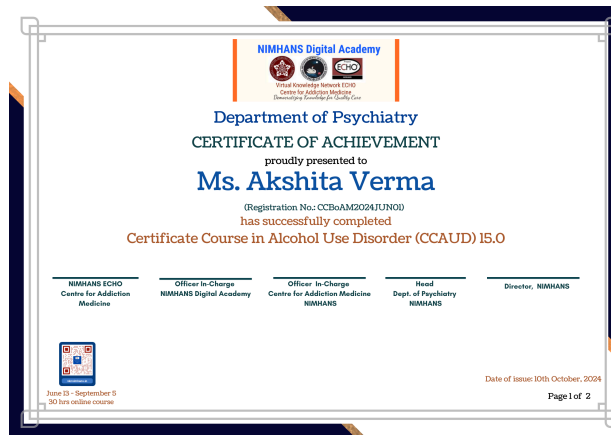 NIMHANS Digital Academy
ECHO
Virtual Knowledge Network ECHO
Centre for Addiction Medicine
Democratizing Knowledge for Quality Care
Department of Psychiatry
CERTIFICATE OF ACHIEVEMENT
proudly presented to
Ms. Akshita Verma
(Registration No.: CCBoAM2024JUN01)
has successfully completed
Certificate Course in Alcohol Use Disorder (CCAUD) 15.0
NIMHANS ECHO
Centre for Addiction
Medicine
Officer In-Charge
NIMHANS Digital Academy
Officer In-Charge
Centre for Addiction Medicine
NIMHANS
Head
Dept. of Psychiatry
NIMHANS
Director, NIMHANS
June 13 - September 5
30 hrs online course
Date of issue: 10th October, 2024
Page 1 of 2